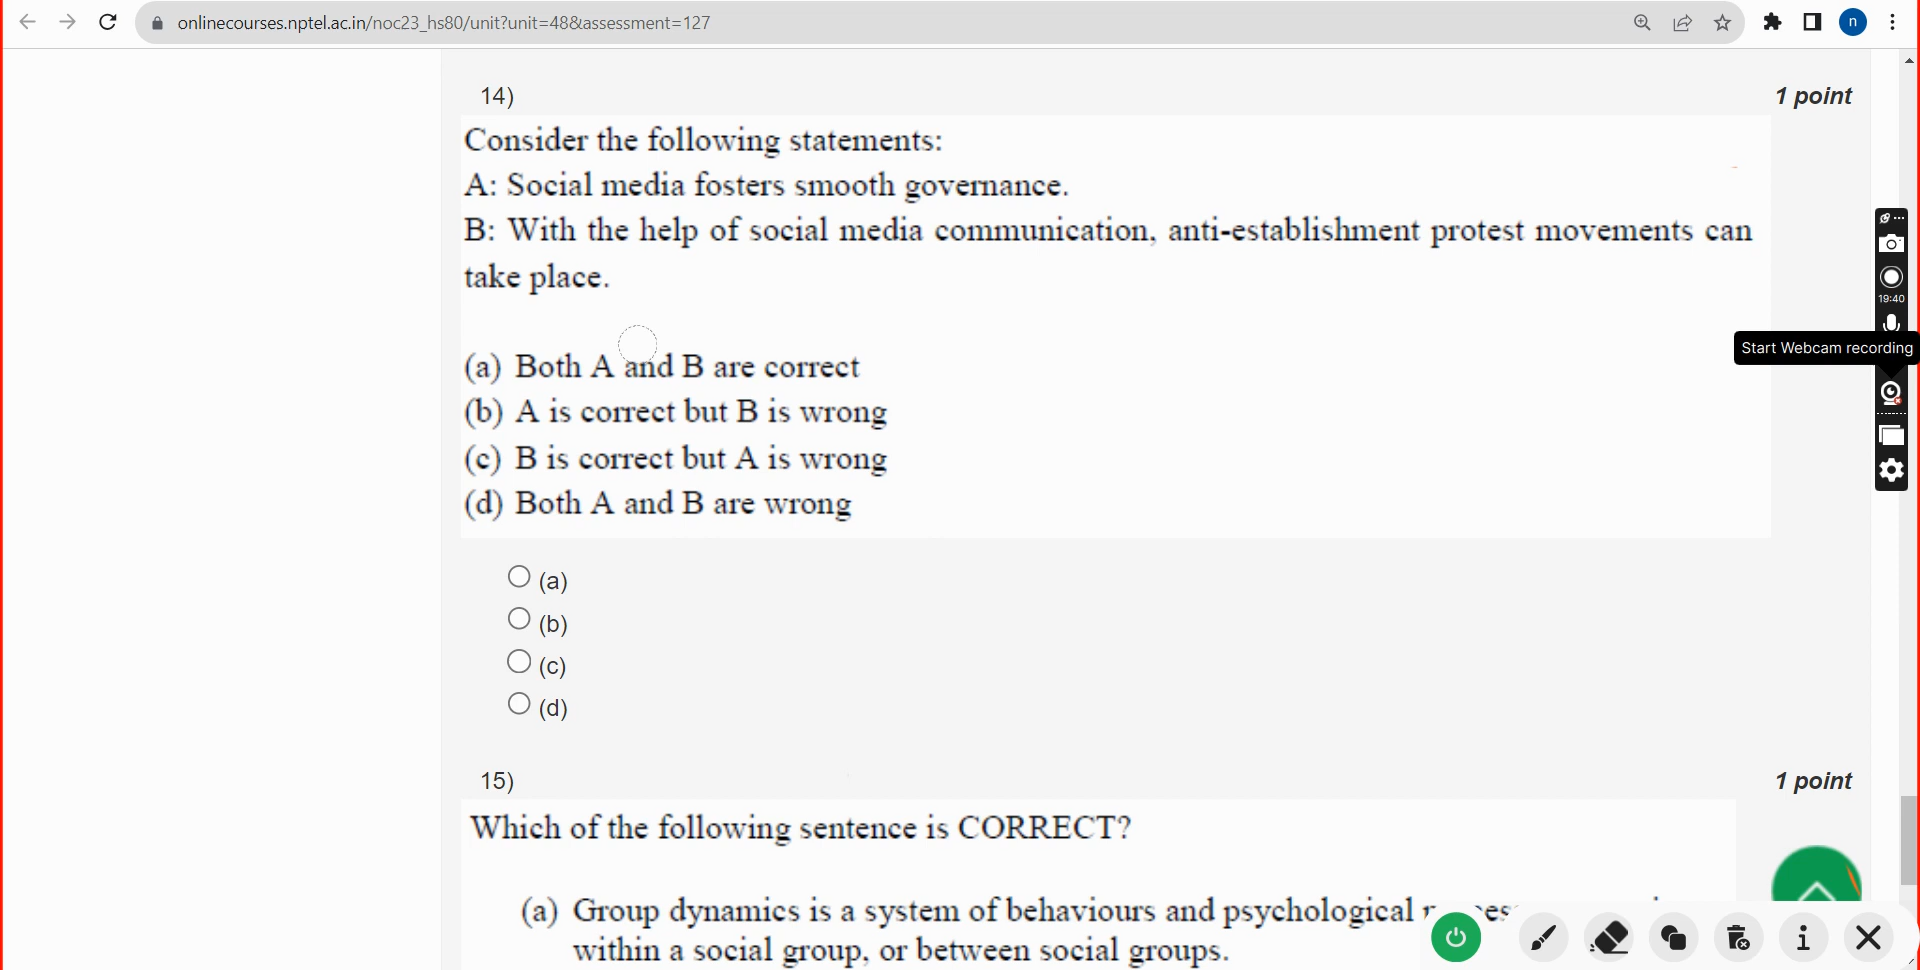 onlinecourses.nptel.ac.in/noc23_hs80/unit?unit=48&assessment=127
n
14)
1 point
Consider the following statements:
A: Social media fosters smooth governance.
B: With the help of social media communication, anti-establishment protest movements can
take place.
19:40
Start Webcam recording
(a) Both A and B are correct
(b) A is correct but B is wrong
(c) B is correct but A is wrong
(d) Both A and B are wrong
(a)
(b)
(c)
(d)
15)
1 point
Which of the following sentence is CORRECT?
(a) Group dynamics is a system of behaviours and psychological
within a social group, or between social groups.